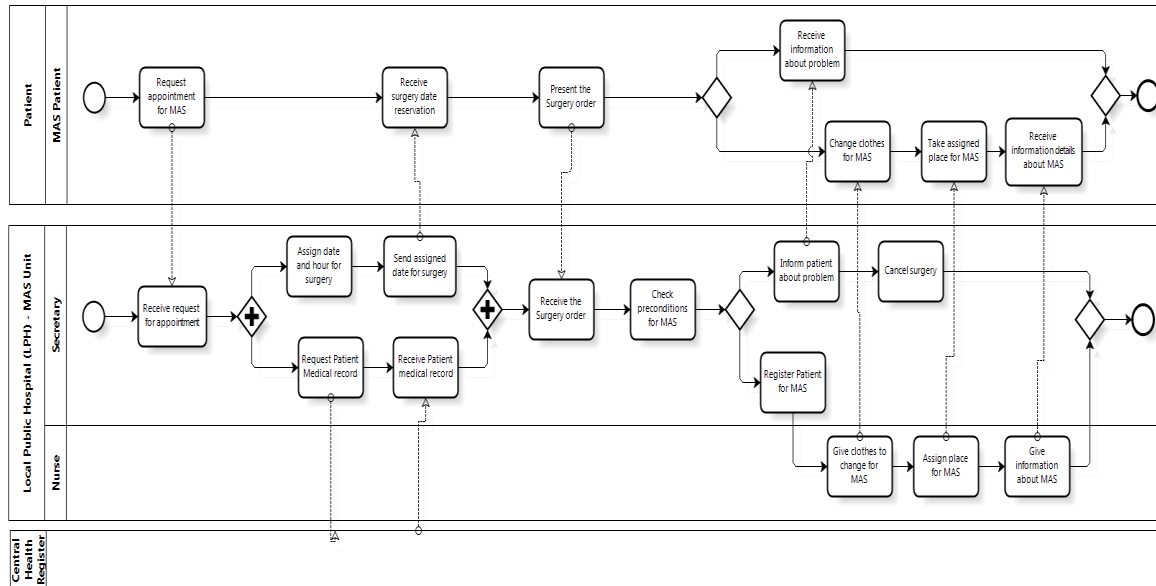 Patient
MAS Patient
Request
appointment
for MAS
Receive
surgery date
reservation
Present the
Surgery order
Receive
information
about problem
Change clothes
for MAS
Take assigned
place for MAS
Receive
information details
about MAS
Local Public Hospital (LPH) - MAS Unit
Secretary
Receive request
for appointment
Assign date
and hour for
surgery
Send assigned
date for surgery
Request Patient
Medical record
Receive Patient
medical record
Receive the
Surgery order
Check
preconditions
for MAS
Inform patient
about problem
Cancel surgery
Register Patient
for MAS
Nurse
Give clothes to
change for
MAS
Assign place
for MAS
Give
information
about MAS
Central
Health
Register